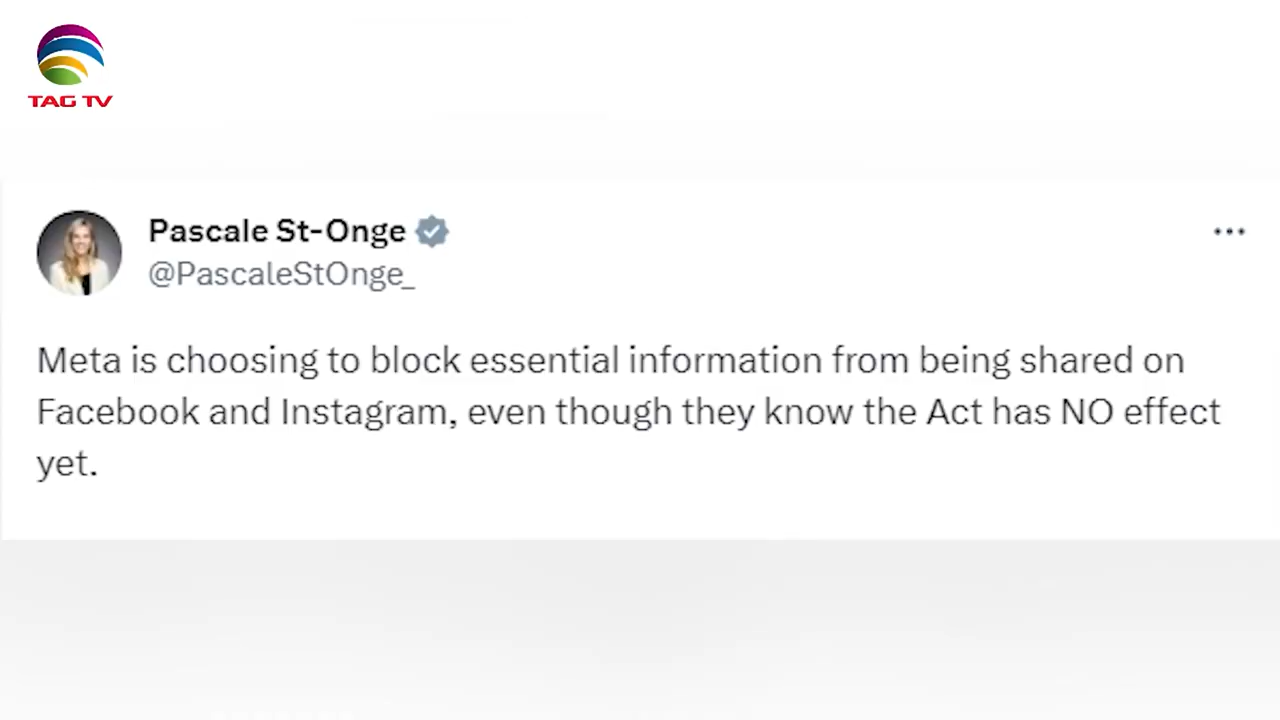 TAG TV
Pascale St-Onge
@PascaleStOnge_
Meta is choosing to block essential information from being shared on
Facebook and Instagram, even though they know the Act has NO effect
yet.